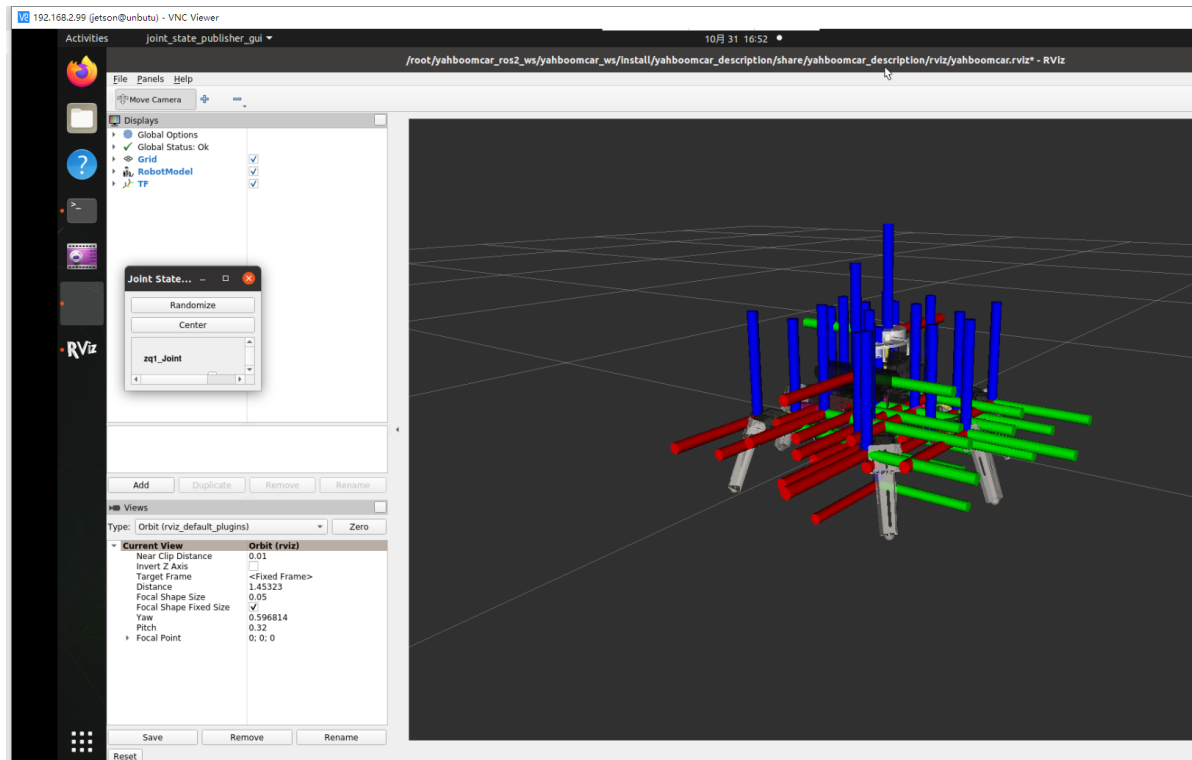 192.168.2.99 (jetson@unbutu) - VNC Viewer
Activities joint_state_publisher_gui 10月 31 16:52
/root/yahboomcar_ros2_ws/yahboomcar_ws/install/yahboomcar_description/share/yahboomcar_description/rviz/yahboomcar.rviz* - RViz
File Panels Help
Move Camera
Displays
Global Options
Global Status: Ok
Grid
RobotModel
TF
Joint State...
Randomize
Center
zq1_Joint
RViz
Add Duplicate Remove Rename
Views
Type: Orbit (rviz_default_plugins) Zero
Current View Orbit (rviz)
Near Clip Distance 0.01
Invert Z Axis
Target Frame <Fixed Frame>
Distance 1.45323
Focal Shape Size 0.05
Focal Shape Fixed Size
Yaw 0.596814
Pitch 0.32
Focal Point 0; 0; 0
Save Remove Rename
Reset